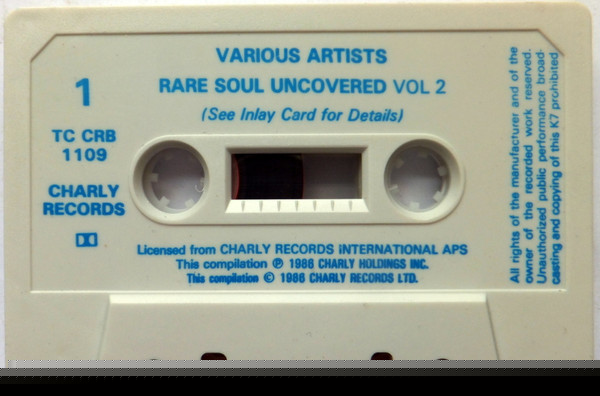 VARIOUS ARTISTS
1
RARE SOUL UNCOVERED VOL 2
(See Inlay Card for Details)
TC CRB
1109
CHARLY
RECORDS
Licensed from CHARLY RECORDS INTERNATIONAL APS
This compilation ℗ 1986 CHARLY HOLDINGS INC.
This compilation © 1986 CHARLY RECORDS LTD.
All rights of the manufacturer and of the
owner of the recorded work reserved.
Unauthorized public performance broad-
casting and copying of this K7 prohibited